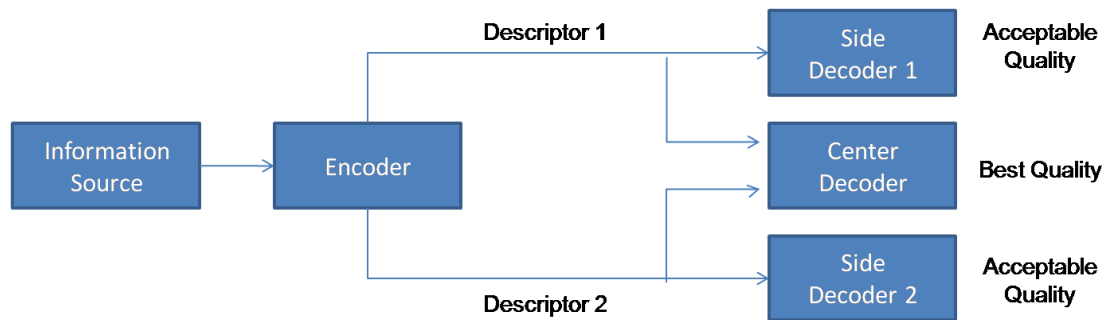 Descriptor 1
Side
Decoder 1
Acceptable
Quality
Information
Source
Encoder
Center
Decoder
Best Quality
Side
Decoder 2
Acceptable
Quality
Descriptor 2